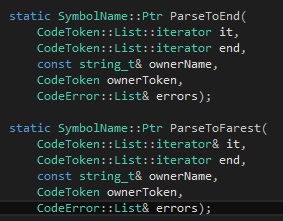 static SymbolName::Ptr ParseToEnd(
CodeToken::List::iterator it,
CodeToken::List::iterator end,
const string_t& ownerName,
CodeToken ownerToken,
CodeError::List& errors);
static SymbolName::Ptr ParseToFarest(
CodeToken::List::iterator& it,
CodeToken::List::iterator end,
const string_t& ownerName,
CodeToken ownerToken,
CodeError::List& errors);